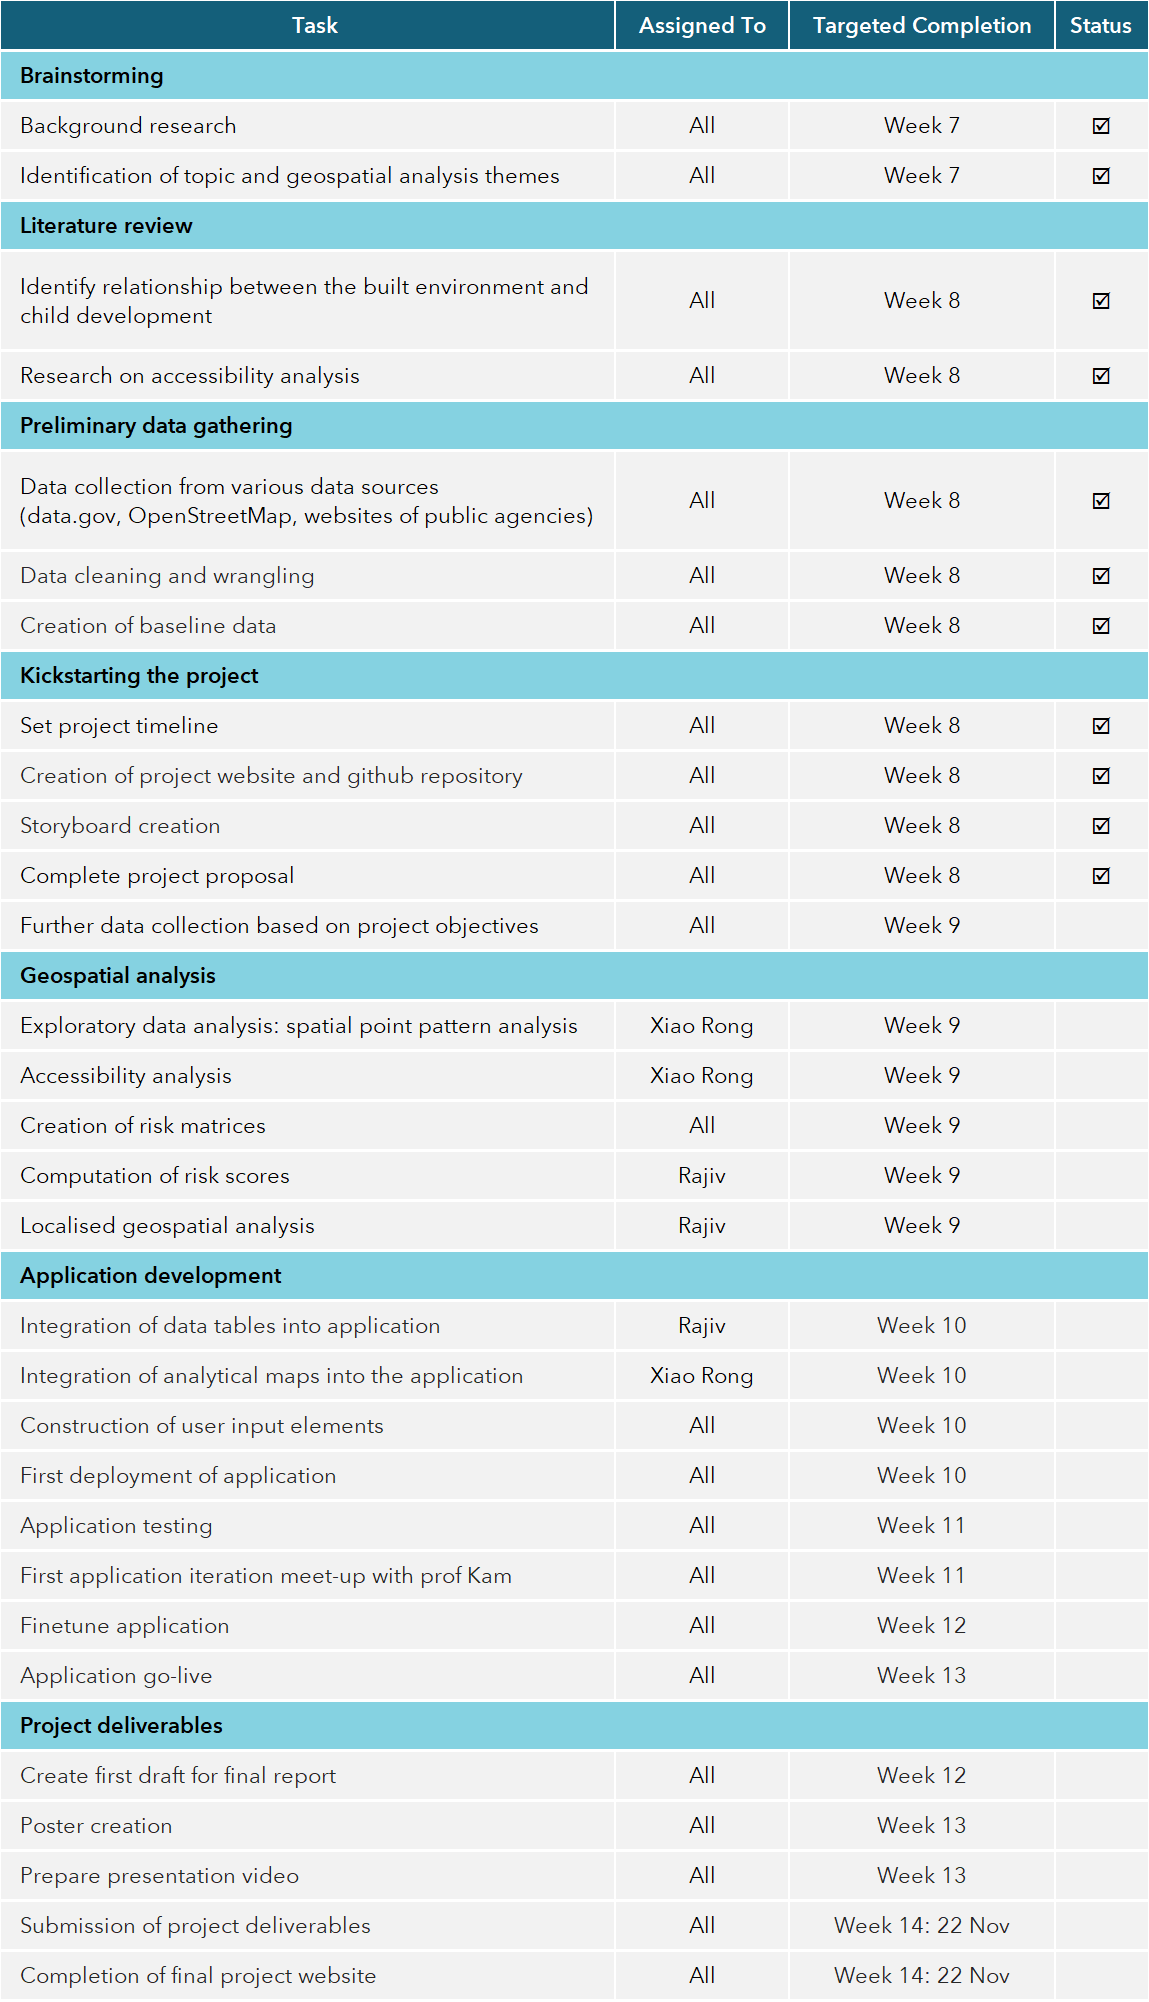 Task Assigned To Targeted Completion Status
Brainstorming
Background research All Week 7 ☑
Identification of topic and geospatial analysis themes All Week 7 ☑
Literature review
Identify relationship between the built environment and
child development All Week 8 ☑
Research on accessibility analysis All Week 8 ☑
Preliminary data gathering
Data collection from various data sources
(data.gov, OpenStreetMap, websites of public agencies) All Week 8 ☑
Data cleaning and wrangling All Week 8 ☑
Creation of baseline data All Week 8 ☑
Kickstarting the project
Set project timeline All Week 8 ☑
Creation of project website and github repository All Week 8 ☑
Storyboard creation All Week 8 ☑
Complete project proposal All Week 8 ☑
Further data collection based on project objectives All Week 9
Geospatial analysis
Exploratory data analysis: spatial point pattern analysis Xiao Rong Week 9
Accessibility analysis Xiao Rong Week 9
Creation of risk matrices All Week 9
Computation of risk scores Rajiv Week 9
Localised geospatial analysis Rajiv Week 9
Application development
Integration of data tables into application Rajiv Week 10
Integration of analytical maps into the application Xiao Rong Week 10
Construction of user input elements All Week 10
First deployment of application All Week 10
Application testing All Week 11
First application iteration meet-up with prof Kam All Week 11
Finetune application All Week 12
Application go-live All Week 13
Project deliverables
Create first draft for final report All Week 12
Poster creation All Week 13
Prepare presentation video All Week 13
Submission of project deliverables All Week 14: 22 Nov
Completion of final project website All Week 14: 22 Nov